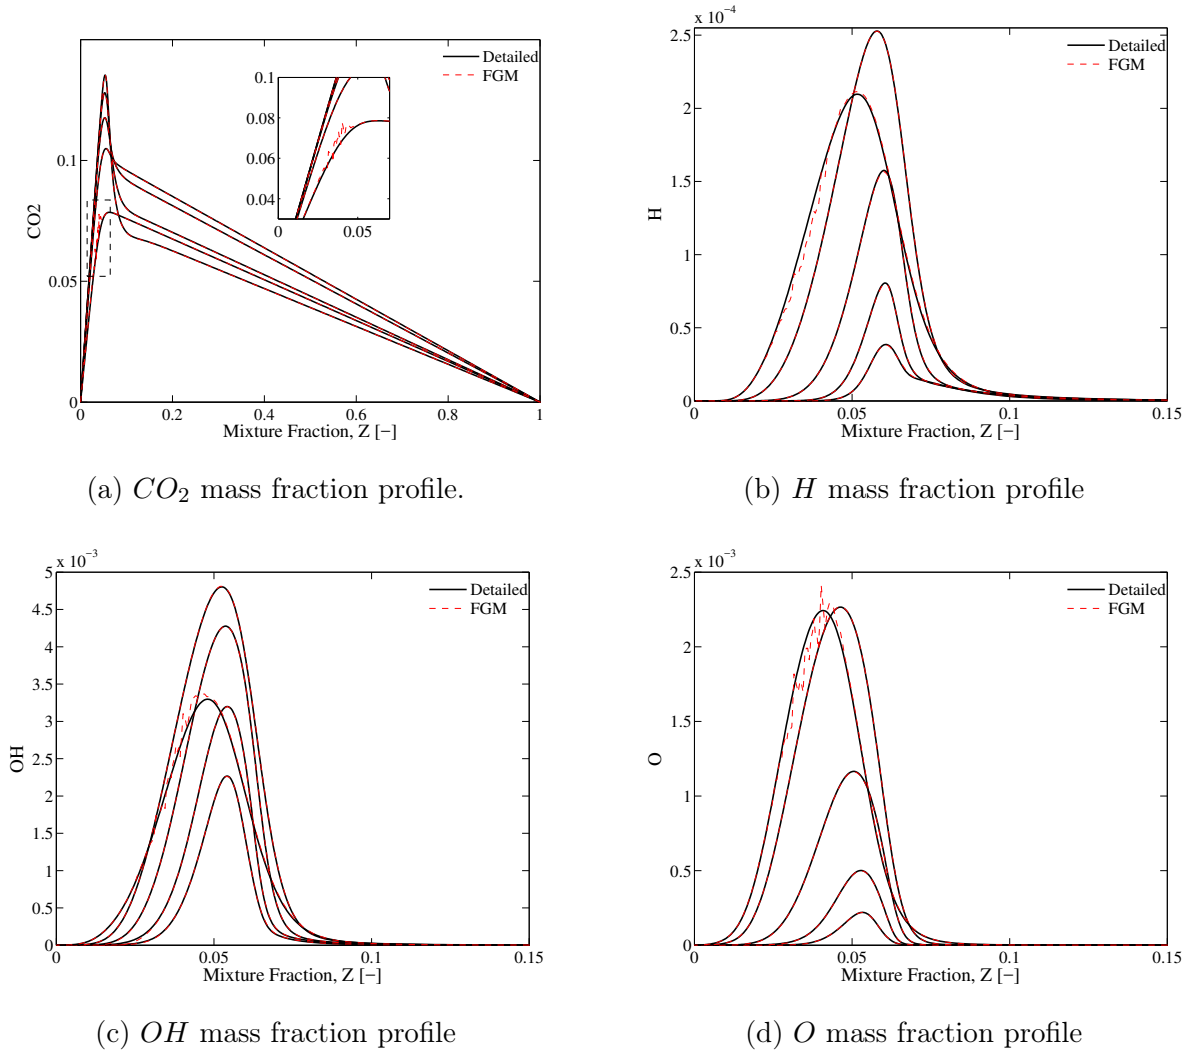 CO2
0.1
0.05
0
0
0.2
0.4
0.6
0.8
1
Mixture Fraction, Z [−]
Detailed
FGM
0.1
0.08
0.06
0.04
0
0.05
(a) CO₂ mass fraction profile.
x 10⁻⁴
H
2.5
2
1.5
1
0.5
0
0
0.05
0.1
0.15
Mixture Fraction, Z [−]
Detailed
FGM
(b) H mass fraction profile
x 10⁻³
OH
5
4.5
4
3.5
3
2.5
2
1.5
1
0.5
0
0
0.05
0.1
0.15
Mixture Fraction, Z [−]
Detailed
FGM
(c) OH mass fraction profile
x 10⁻³
O
2.5
2
1.5
1
0.5
0
0
0.05
0.1
0.15
Mixture Fraction, Z [−]
Detailed
FGM
(d) O mass fraction profile